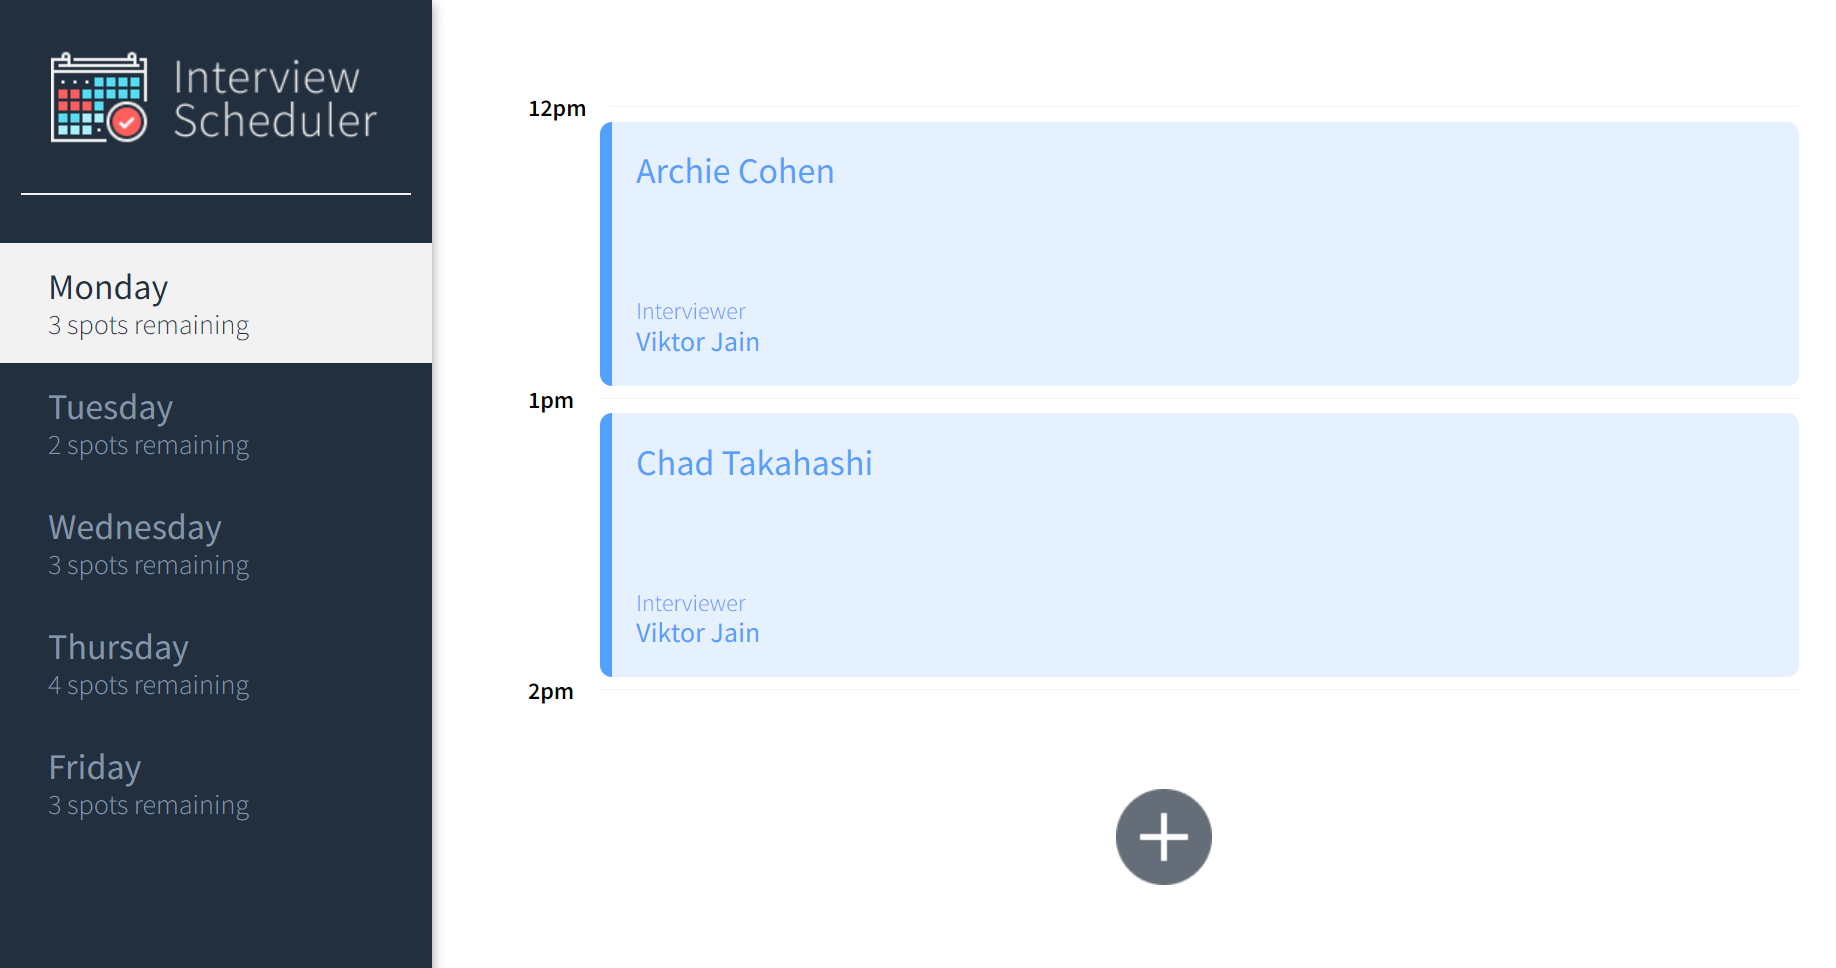 Interview
Scheduler
Monday
3 spots remaining
Tuesday
2 spots remaining
Wednesday
3 spots remaining
Thursday
4 spots remaining
Friday
3 spots remaining
12pm
Archie Cohen
Interviewer
Viktor Jain
1pm
Chad Takahashi
Interviewer
Viktor Jain
2pm